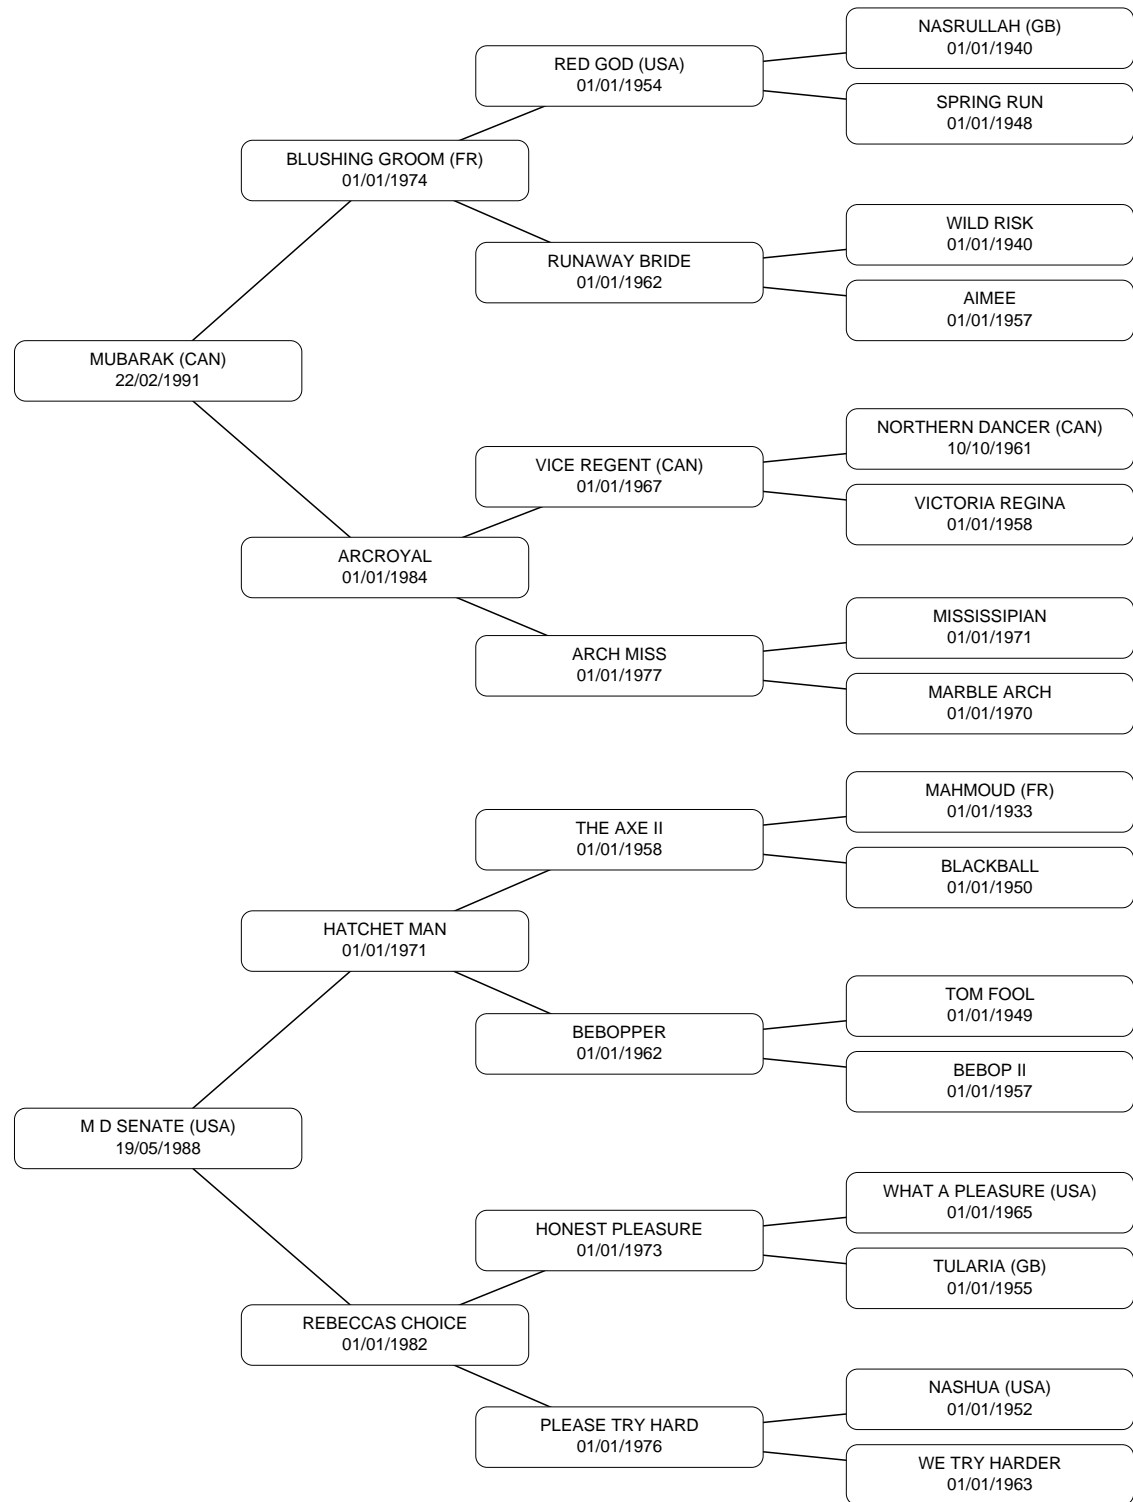 NASRULLAH (GB)
01/01/1940
RED GOD (USA)
01/01/1954
SPRING RUN
01/01/1948
BLUSHING GROOM (FR)
01/01/1974
WILD RISK
01/01/1940
RUNAWAY BRIDE
01/01/1962
AIMEE
01/01/1957
MUBARAK (CAN)
22/02/1991
NORTHERN DANCER (CAN)
10/10/1961
VICE REGENT (CAN)
01/01/1967
VICTORIA REGINA
01/01/1958
ARCROYAL
01/01/1984
MISSISSIPIAN
01/01/1971
ARCH MISS
01/01/1977
MARBLE ARCH
01/01/1970
MAHMOUD (FR)
01/01/1933
THE AXE II
01/01/1958
BLACKBALL
01/01/1950
HATCHET MAN
01/01/1971
TOM FOOL
01/01/1949
BEBOPPER
01/01/1962
BEBOP II
01/01/1957
M D SENATE (USA)
19/05/1988
WHAT A PLEASURE (USA)
01/01/1965
HONEST PLEASURE
01/01/1973
TULARIA (GB)
01/01/1955
REBECCAS CHOICE
01/01/1982
NASHUA (USA)
01/01/1952
PLEASE TRY HARD
01/01/1976
WE TRY HARDER
01/01/1963